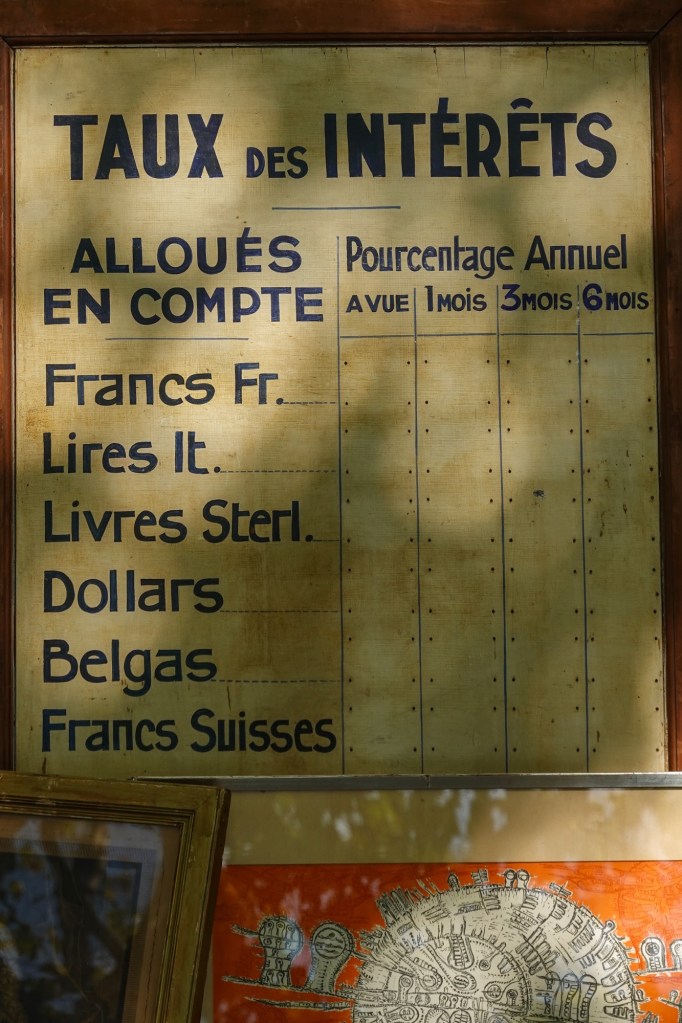 TAUX DES INTÉRÊTS
ALLOUÉS
EN COMPTE
Pourcentage Annuel
A VUE 1 MOIS 3 MOIS 6 MOIS
Francs Fr.
Lires It.
Livres Sterl.
Dollars
Belgas
Francs Suisses